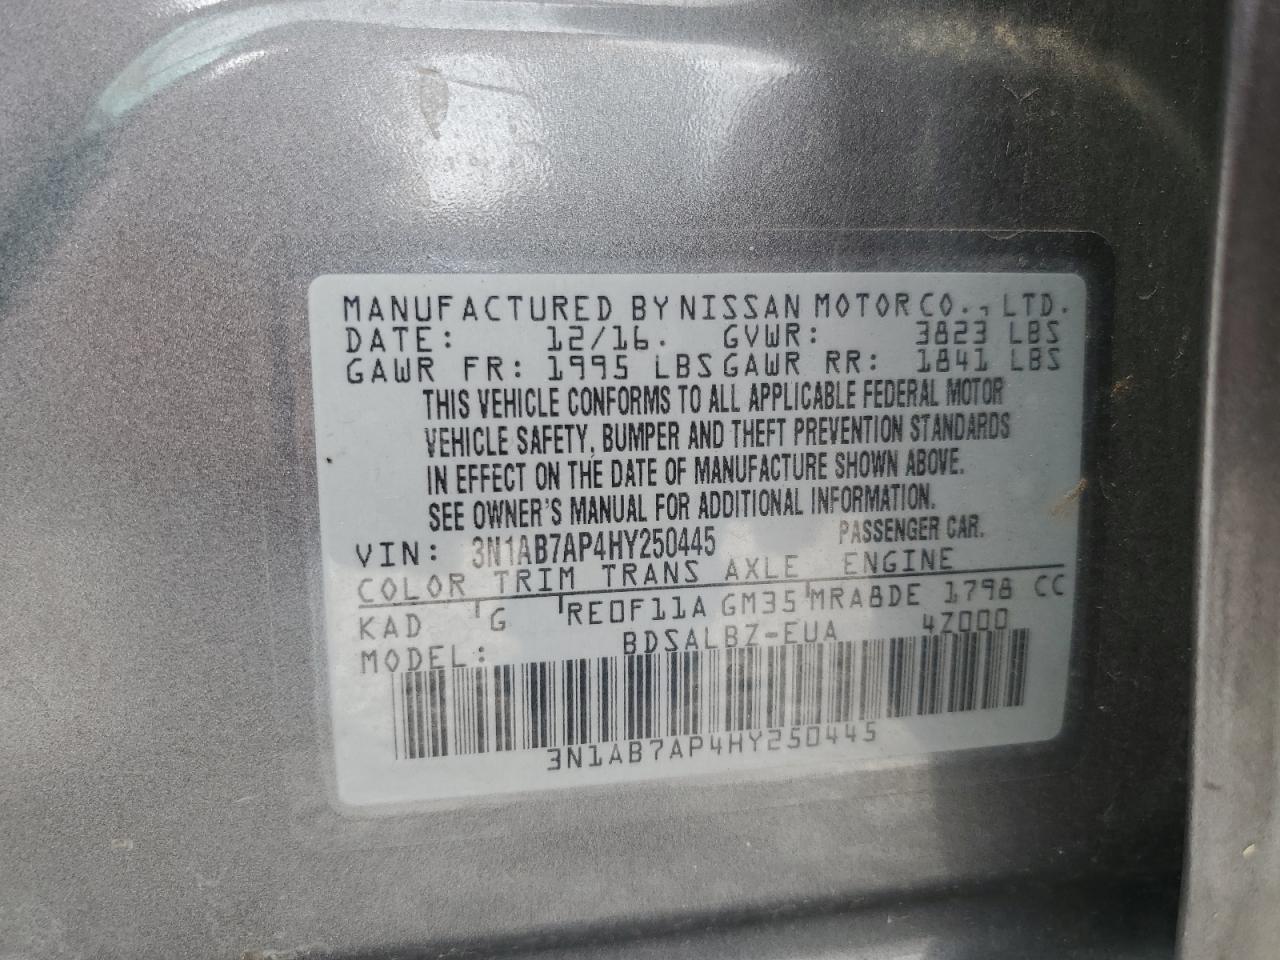 MANUFACTURED BY NISSAN MOTOR CO., LTD.
DATE: 12/16. GVWR: 3823 LBS
GAWR FR: 1995 LBS GAWR RR: 1841 LBS
THIS VEHICLE CONFORMS TO ALL APPLICABLE FEDERAL MOTOR
VEHICLE SAFETY, BUMPER AND THEFT PREVENTION STANDARDS
IN EFFECT ON THE DATE OF MANUFACTURE SHOWN ABOVE.
SEE OWNER'S MANUAL FOR ADDITIONAL INFORMATION.
VIN: 3N1AB7AP4HY250445 PASSENGER CAR.
COLOR TRIM TRANS AXLE ENGINE
KAD G RE0F11A GM35 MRA8DE 1798 CC
MODEL: BDSALBZ-EUA 4Z000
3N1AB7AP4HY250445